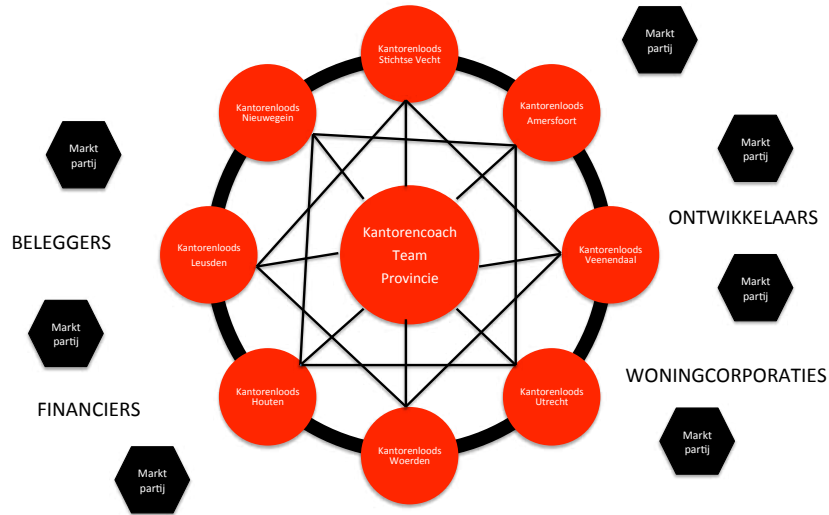 Kantorenloods
Stichtse Vecht
Markt
partij
Kantorenloods
Nieuwegein
Kantorenloods
Amersfoort
Markt
partij
Markt
partij
BELEGGERS
Kantorenloods
Leusden
Kantorencoach
Team
Provincie
Kantorenloods
Veenendaal
ONTWIKKELAARS
Markt
partij
Markt
partij
FINANCIERS
Kantorenloods
Houten
Kantorenloods
Utrecht
WONINGCORPORATIES
Kantorenloods
Woerden
Markt
partij
Markt
partij